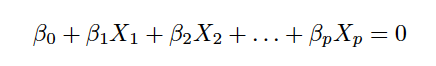 β₀ + β₁X₁ + β₂X₂ + . . . + βₚXₚ = 0